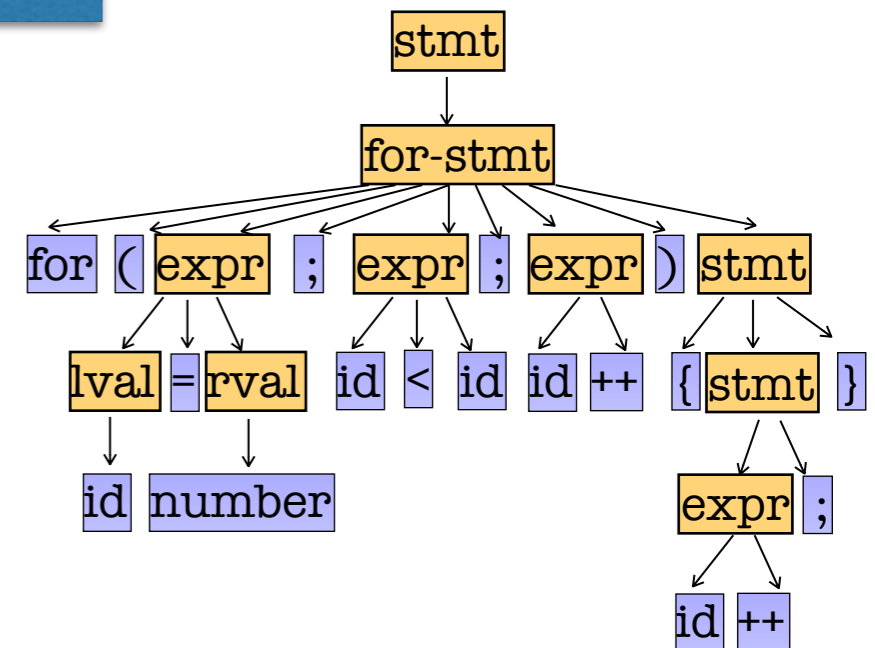 stmt
for-stmt
for ( expr ; expr ; expr ) stmt
lval = rval id < id id ++ { stmt }
id number expr ;
id ++